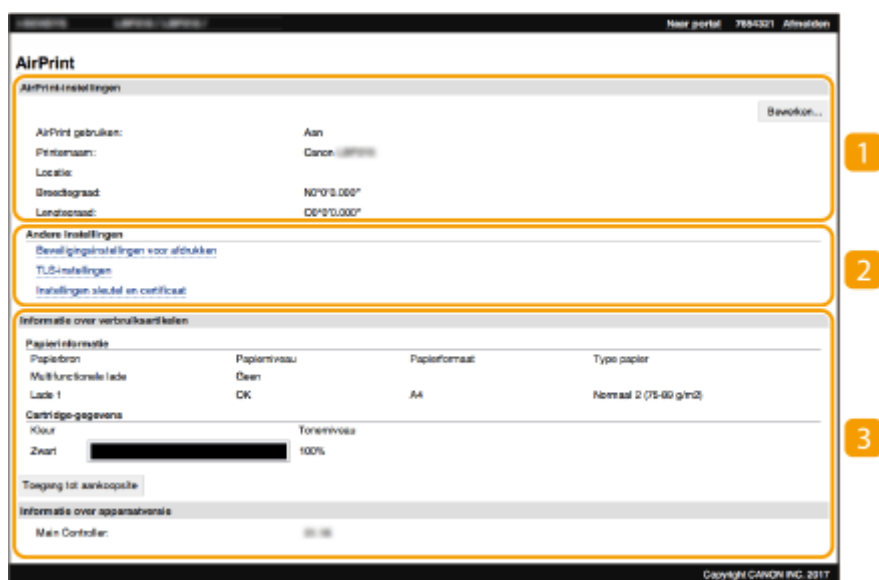 Naar portal 7654321 Afmelden
AirPrint
AirPrint-instellingen
Bewerken...
1
AirPrint gebruiken: Aan
Printernaam: Canon
Locatie:
Breedtegraad: N0°0'0.000"
Lengtegraad: O0°0'0.000"
Andere instellingen
Beveiligingsinstellingen voor afdrukken
TLS-instellingen
2
Instellingen sleutel en certificaat
Informatie over verbruiksartikelen
Papierinformatie
Papierbron Papierniveau Papierformaat Type papier
Multifunctionele lade Geen
Lade 1 OK A4 Normaal 2 (75-89 g/m2)
Cartridge-gegevens
Kleur Tonerniveau
3
Zwart 100%
Toegang tot aankoopsite
Informatie over apparaatversie
Main Controller:
Copyright CANON INC. 2017